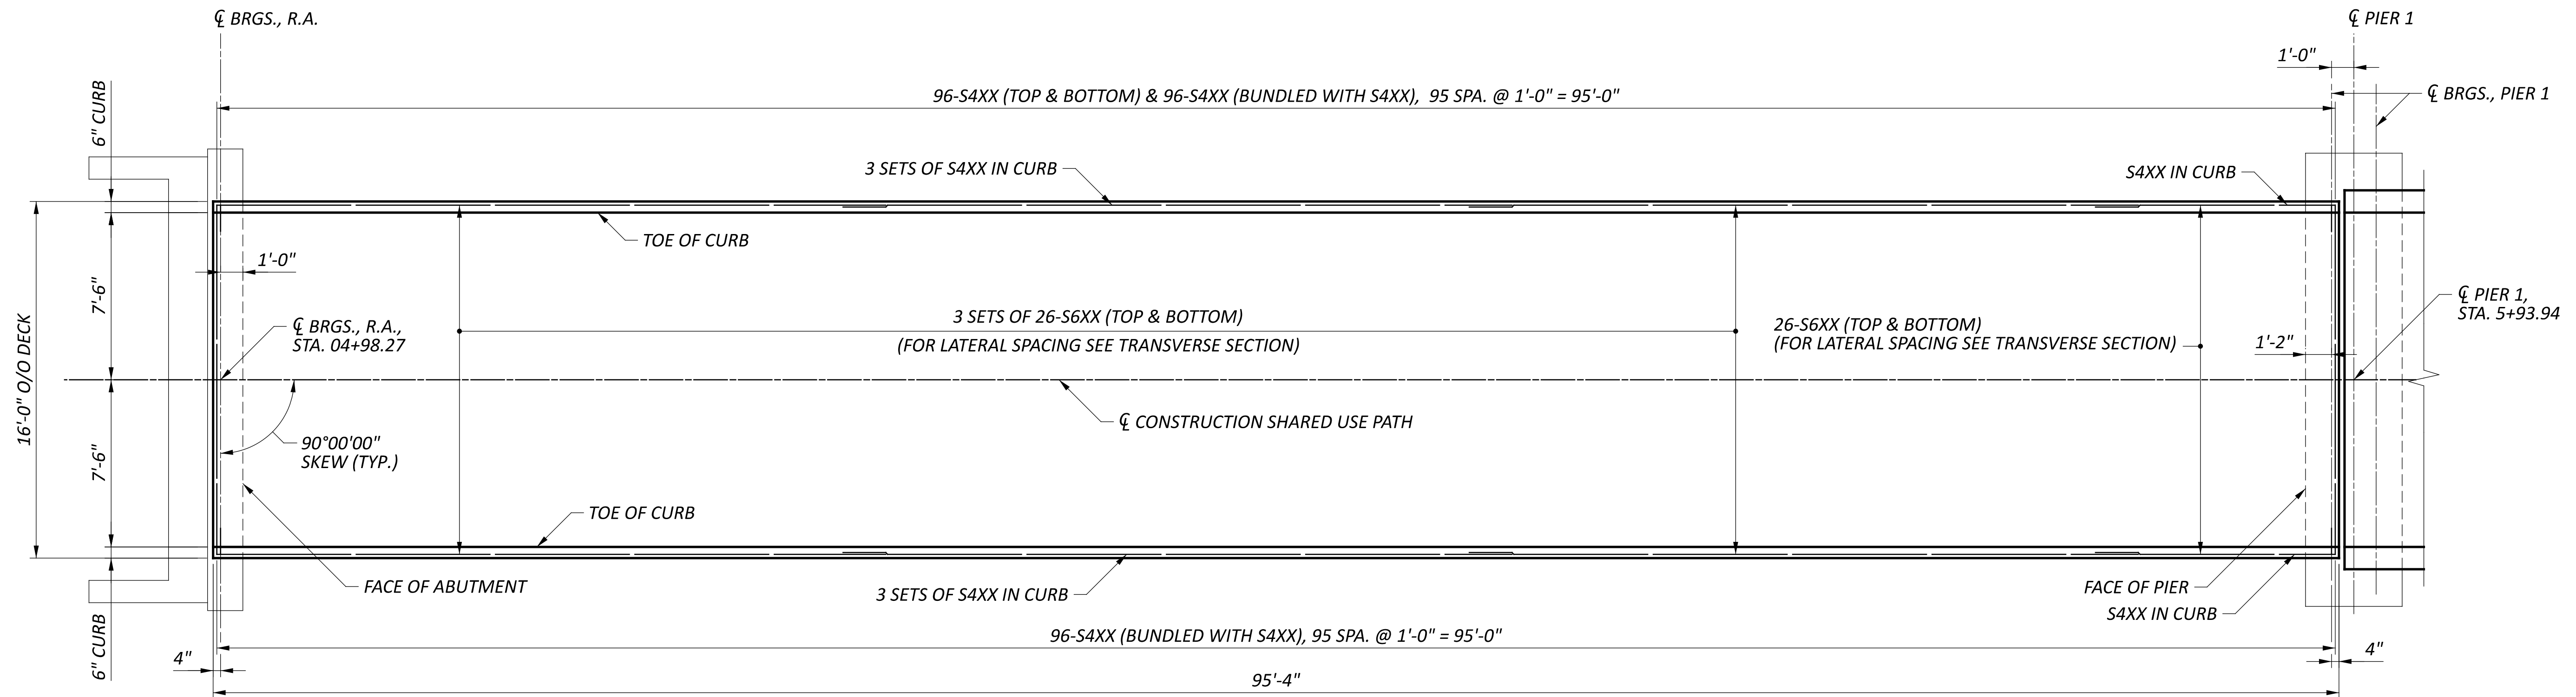 ℄ BRGS., R.A.
℄ PIER 1
1'-0"
96-S4XX (TOP & BOTTOM) & 96-S4XX (BUNDLED WITH S4XX),  95 SPA. @ 1'-0" = 95'-0"
℄ BRGS., PIER 1
6" CURB
3 SETS OF S4XX IN CURB
S4XX IN CURB
TOE OF CURB
1'-0"
7'-6"
16'-0" O/O DECK
℄ BRGS., R.A.,
STA. 04+98.27
3 SETS OF 26-S6XX (TOP & BOTTOM)
(FOR LATERAL SPACING SEE TRANSVERSE SECTION)
26-S6XX (TOP & BOTTOM)
(FOR LATERAL SPACING SEE TRANSVERSE SECTION)
1'-2"
℄ PIER 1,
STA. 5+93.94
℄ CONSTRUCTION SHARED USE PATH
90°00'00"
SKEW (TYP.)
7'-6"
TOE OF CURB
FACE OF ABUTMENT
3 SETS OF S4XX IN CURB
FACE OF PIER
S4XX IN CURB
6" CURB
96-S4XX (BUNDLED WITH S4XX), 95 SPA. @ 1'-0" = 95'-0"
4"
4"
95'-4"